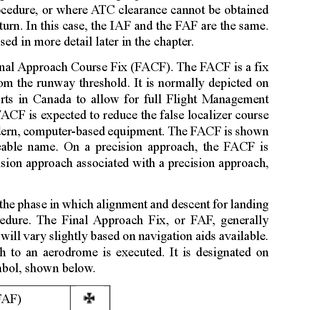 cedure, or where ATC clearance cannot be obtained
turn. In this case, the IAF and the FAF are the same.
sed in more detail later in the chapter.
nal Approach Course Fix (FACF). The FACF is a fix
om the runway threshold. It is normally depicted on
rts in Canada to allow for full Flight Management
ACF is expected to reduce the false localizer course
dern, computer-based equipment. The FACF is shown
eable name. On a precision approach, the FACF is
sion approach associated with a precision approach,
the phase in which alignment and descent for landing
edure. The Final Approach Fix, or FAF, generally
will vary slightly based on navigation aids available.
h to an aerodrome is executed. It is designated on
mbol, shown below.
FAF)